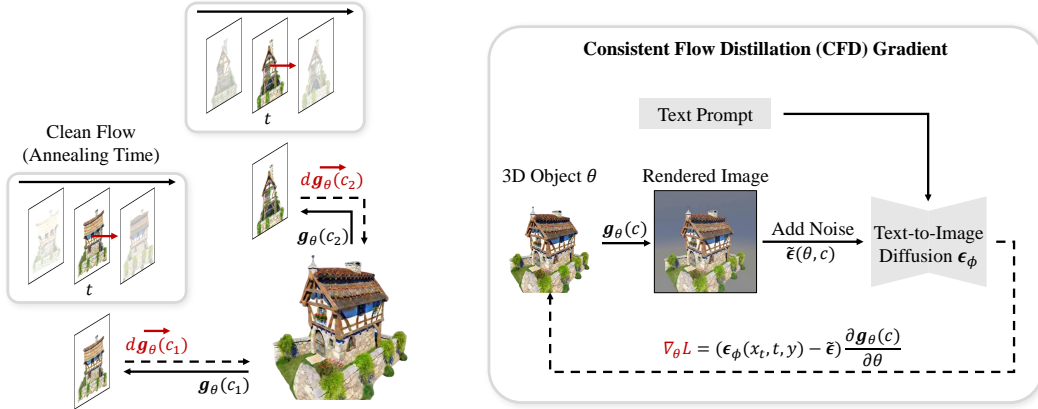 t
Clean Flow
(Annealing Time)
t
d𝒈_θ(c_2)
𝒈_θ(c_2)
d𝒈_θ(c_1)
𝒈_θ(c_1)
Consistent Flow Distillation (CFD) Gradient
Text Prompt
3D Object θ
Rendered Image
𝒈_θ(c)
Add Noise
ε̃(θ, c)
Text-to-Image
Diffusion ϵ_ϕ
∇_θL = (ϵ_ϕ(x_t, t, y) − ε̃) ∂𝒈_θ(c)/∂θ